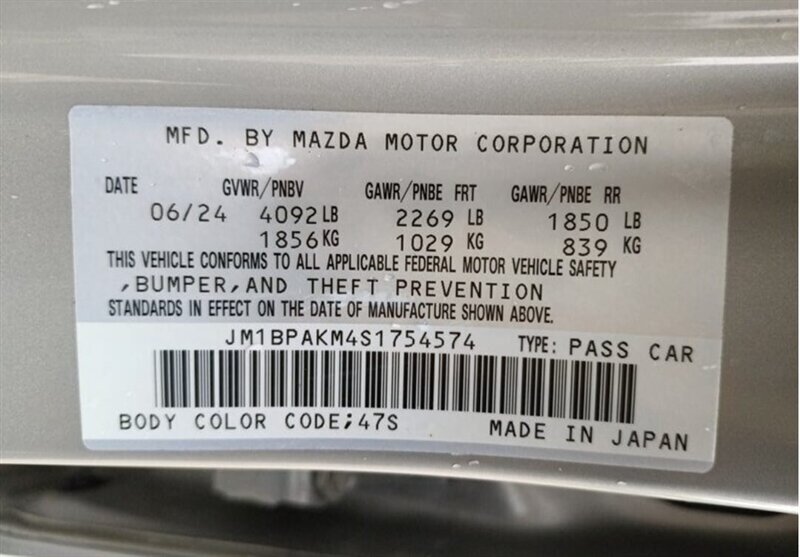 MFD. BY MAZDA MOTOR CORPORATION
DATE GVWR/PNBV GAWR/PNBE FRT GAWR/PNBE RR
06/24 4092LB 2269 LB 1850 LB
1856KG 1029 KG 839 KG
THIS VEHICLE CONFORMS TO ALL APPLICABLE FEDERAL MOTOR VEHICLE SAFETY
,BUMPER,AND THEFT PREVENTION
STANDARDS IN EFFECT ON THE DATE OF MANUFACTURE SHOWN ABOVE.
JM1BPAKM4S1754574 TYPE: PASS CAR
BODY COLOR CODE;47S MADE IN JAPAN